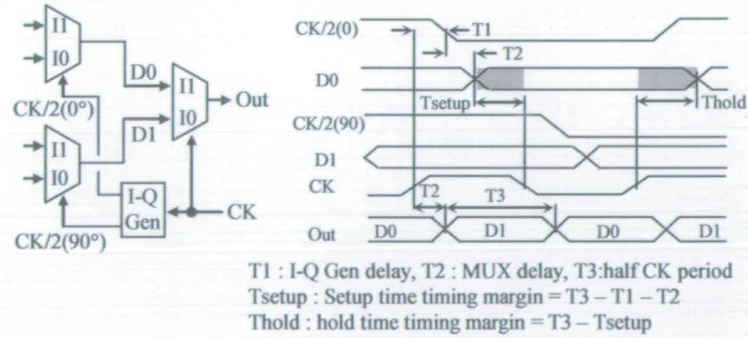 I1
I0
D0
CK/2(0°)
I1
I0
Out
D1
I1
I0
I-Q
Gen
CK
CK/2(90°)
CK/2(0)
T1
T2
D0
Tsetup
Thold
CK/2(90)
D1
CK
T2
T3
Out
D0
D1
D0
D1
T1 : I-Q Gen delay, T2 : MUX delay, T3:half CK period
Tsetup : Setup time timing margin = T3 – T1 – T2
Thold : hold time timing margin = T3 – Tsetup